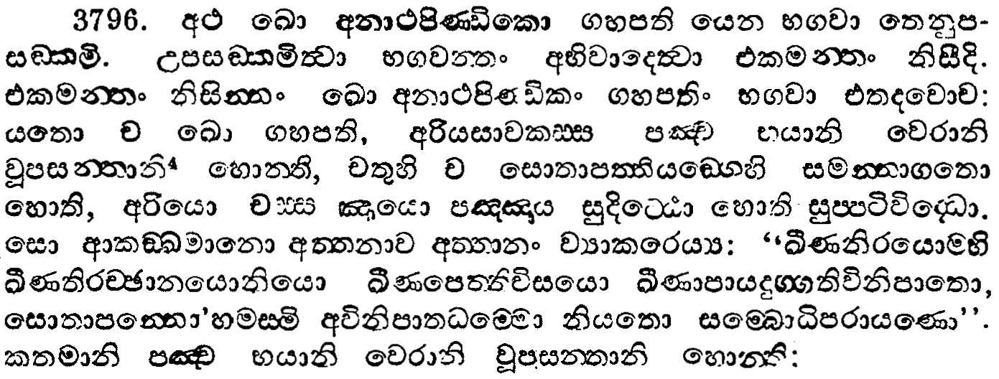 3796. අථ ඛො අනාථපිණ්ඩිකො ගහපති යෙන භගවා තෙනුප-
සඞ්කමි. උපසඞ්කමිත්වා භගවන්තං අභිවාදෙත්වා එකමන්තං නිසීදි.
එකමන්තං නිසින්නං ඛො අනාථපිණ්ඩිකං ගහපතිං භගවා එතදවොච:
යතො ච ඛො ගහපති, අරියසාවකස්ස පඤ්ච භයානි වෙරානි
වූපසන්තානි⁴ හොන්ති, චතුහි ච සොතාපත්තියඞ්ගෙහි සමන්නාගතො
හොති, අරියො චස්ස ඤායො පඤ්ඤාය සුදිට්ඨො හොති සුප්පටිවිද්ධො.
සො ආකඞ්ඛමානො අත්තනාව අත්තානං ව්‍යාකරෙය්‍ය: “ඛීණනිරයොම්හි
ඛීණතිරච්ඡානයොනියො ඛීණපෙත්තිවිසයො ඛීණාපායදුග්ගතිවිනිපාතො,
සොතාපන්නො’හමස්මි අවිනිපාතධම්මො නියතො සම්බොධිපරායණො’’.
කතමානි පඤ්ච භයානි වෙරානි වූපසන්තානි හොන්ති: